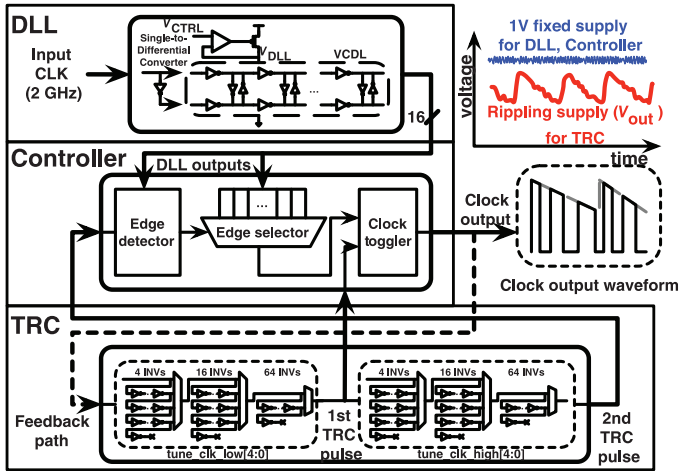 DLL
Input
CLK
(2 GHz)
VCTRL
Single-to-
Differential
Converter
VDLL
VCDL
...
...
16
1V fixed supply
for DLL, Controller
voltage
Rippling supply (Vout)
for TRC
time
Controller
DLL outputs
...
Edge
detector
Edge selector
Clock
toggler
Clock
output
Clock output waveform
TRC
4 INVs
16 INVs
64 INVs
4 INVs
16 INVs
64 INVs
Feedback
path
1st
TRC
pulse
2nd
TRC
pulse
tune_clk_low[4:0]
tune_clk_high[4:0]